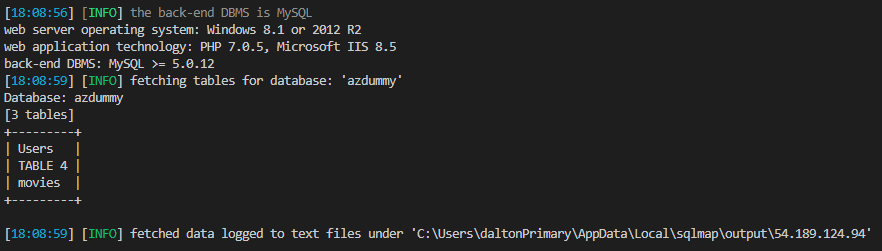 [18:08:56] [INFO] the back-end DBMS is MySQL
web server operating system: Windows 8.1 or 2012 R2
web application technology: PHP 7.0.5, Microsoft IIS 8.5
back-end DBMS: MySQL >= 5.0.12
[18:08:59] [INFO] fetching tables for database: 'azdummy'
Database: azdummy
[3 tables]
+---------+
| Users   |
| TABLE 4 |
| movies  |
+---------+
[18:08:59] [INFO] fetched data logged to text files under 'C:\Users\daltonPrimary\AppData\Local\sqlmap\output\54.189.124.94'